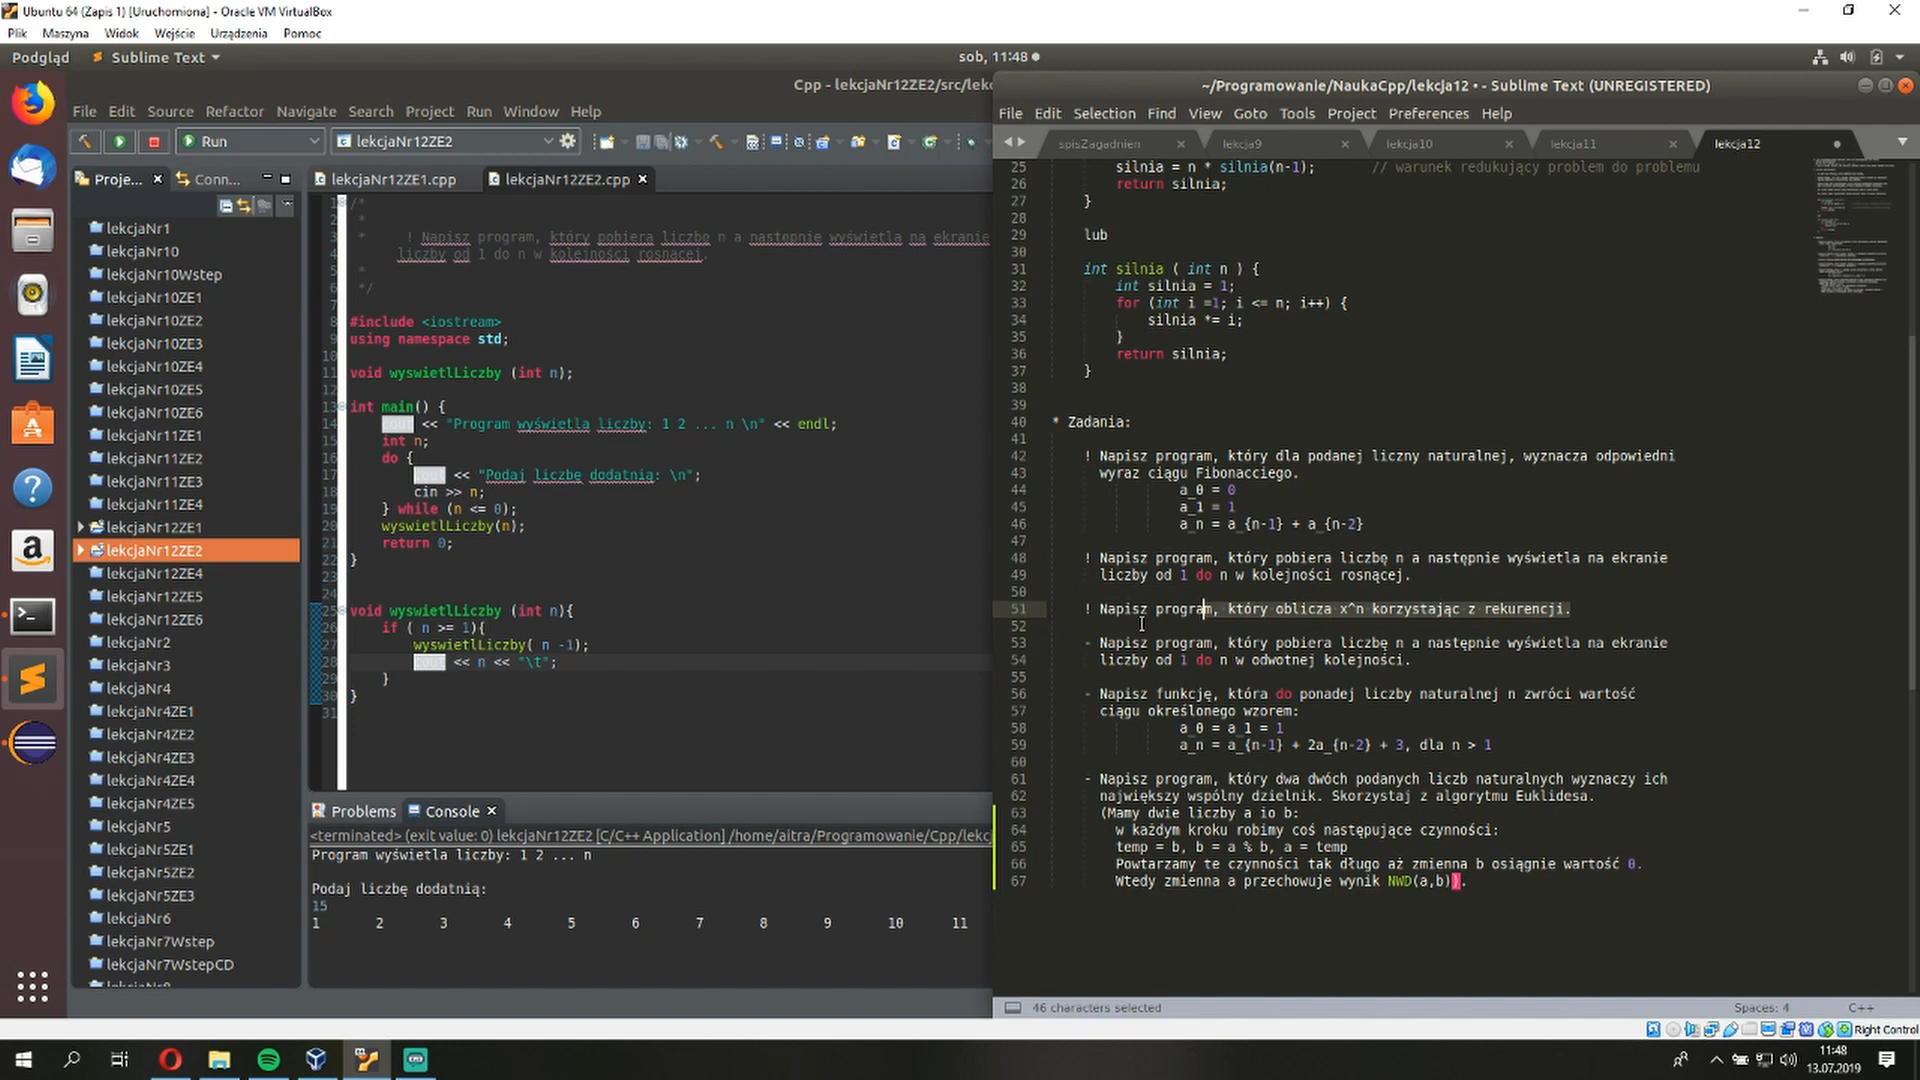 Ubuntu 64 (Zapis 1) [Uruchomiona] - Oracle VM VirtualBox
Plik Maszyna Widok Wejście Urządzenia Pomoc
Podgląd Sublime Text sob, 11:48
Cpp - lekcjaNr12ZE2/src/lekc
File Edit Source Refactor Navigate Search Project Run Window Help
Run lekcjaNr12ZE2
Proje... Conn...
lekcjaNr1
lekcjaNr10
lekcjaNr10Wstep
lekcjaNr10ZE1
lekcjaNr10ZE2
lekcjaNr10ZE3
lekcjaNr10ZE4
lekcjaNr10ZE5
lekcjaNr10ZE6
lekcjaNr11ZE1
lekcjaNr11ZE2
lekcjaNr11ZE3
lekcjaNr11ZE4
lekcjaNr12ZE1
lekcjaNr12ZE2
lekcjaNr12ZE4
lekcjaNr12ZE5
lekcjaNr12ZE6
lekcjaNr2
lekcjaNr3
lekcjaNr4
lekcjaNr4ZE1
lekcjaNr4ZE2
lekcjaNr4ZE3
lekcjaNr4ZE4
lekcjaNr4ZE5
lekcjaNr5
lekcjaNr5ZE1
lekcjaNr5ZE2
lekcjaNr5ZE3
lekcjaNr6
lekcjaNr7Wstep
lekcjaNr7WstepCD
lekcjaNr12ZE1.cpp lekcjaNr12ZE2.cpp
1 /*
2 *
3 * ! Napisz program, który pobiera liczbę n a następnie wyświetla na ekranie
4 liczby od 1 do n w kolejności rosnącej.
5 *
6 */
7
8 #include <iostream>
9 using namespace std;
10
11 void wyswietlLiczby (int n);
12
13 int main() {
14 cout << "Program wyświetla liczby: 1 2 ... n \n" << endl;
15 int n;
16 do {
17 cout << "Podaj liczbę dodatnią: \n";
18 cin >> n;
19 } while (n <= 0);
20 wyswietlLiczby(n);
21 return 0;
22 }
23
24
25 void wyswietlLiczby (int n){
26 if ( n >= 1){
27 wyswietlLiczby( n -1);
28 cout << n << "\t";
29 }
30 }
31
Problems Console
<terminated> (exit value: 0) lekcjaNr12ZE2 [C/C++ Application] /home/altra/Programowanie/Cpp/lekcj
Program wyświetla liczby: 1 2 ... n
Podaj liczbę dodatnią:
15
1 2 3 4 5 6 7 8 9 10 11
~/Programowanie/NaukaCpp/lekcja12 • - Sublime Text (UNREGISTERED)
File Edit Selection Find View Goto Tools Project Preferences Help
spisZagadnien lekcja9 lekcja10 lekcja11 lekcja12
25 silnia = n * silnia(n-1); // warunek redukujący problem do problemu
26 return silnia;
27 }
28
29 lub
30
31 int silnia ( int n ) {
32 int silnia = 1;
33 for (int i =1; i <= n; i++) {
34 silnia *= i;
35 }
36 return silnia;
37 }
38
39
40 * Zadania:
41
42 ! Napisz program, który dla podanej liczny naturalnej, wyznacza odpowiedni
43 wyraz ciągu Fibonacciego.
44 a_0 = 0
45 a_1 = 1
46 a_n = a_{n-1} + a_{n-2}
47
48 ! Napisz program, który pobiera liczbę n a następnie wyświetla na ekranie
49 liczby od 1 do n w kolejności rosnącej.
50
51 ! Napisz program, który oblicza x^n korzystając z rekurencji.
52
53 - Napisz program, który pobiera liczbę n a następnie wyświetla na ekranie
54 liczby od 1 do n w odwotnej kolejności.
55
56 - Napisz funkcję, która do ponadej liczby naturalnej n zwróci wartość
57 ciągu określonego wzorem:
58 a_0 = a_1 = 1
59 a_n = a_{n-1} + 2a_{n-2} + 3, dla n > 1
60
61 - Napisz program, który dwa dwóch podanych liczb naturalnych wyznaczy ich
62 największy wspólny dzielnik. Skorzystaj z algorytmu Euklidesa.
63 (Mamy dwie liczby a io b:
64 w każdym kroku robimy coś następujące czynności:
65 temp = b, b = a % b, a = temp
66 Powtarzamy te czynności tak długo aż zmienna b osiągnie wartość 0.
67 Wtedy zmienna a przechowuje wynik NWD(a,b)).
46 characters selected Spaces: 4 C++
Right Control
11:48
13.07.2019